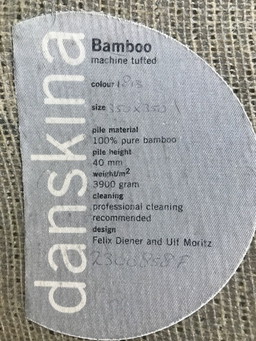 danskina
Bamboo
machine tufted
colour
size
pile material
100% pure bamboo
pile height
40 mm
weight/m2
3900 gram
cleaning
professional cleaning
recommended
design
Felix Diener and Ulf Moritz